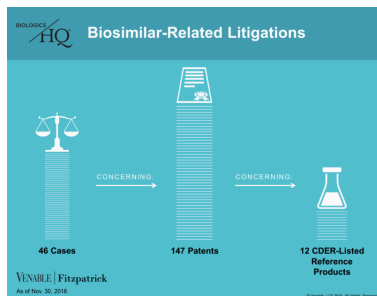 BIOLOGICS
HQ
Biosimilar-Related Litigations
CONCERNING:
CONCERNING:
46 Cases
147 Patents
12 CDER-Listed
Reference
Products
VENABLE | Fitzpatrick
As of Nov. 30, 2018